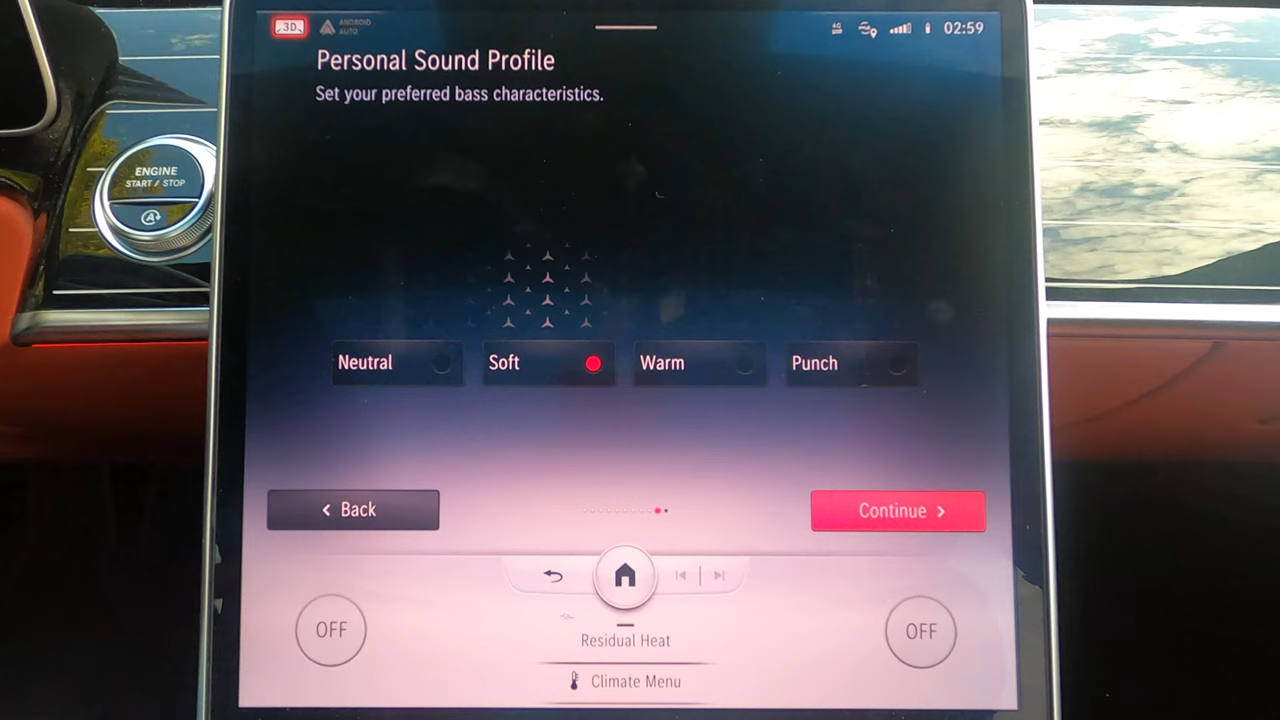 3D
ANDROID
AUTO
4G
02:59
Personal Sound Profile
Set your preferred bass characteristics.
ENGINE
START / STOP
A
Neutral
Soft
Warm
Punch
Back
Continue
OFF
OFF
Residual Heat
Climate Menu